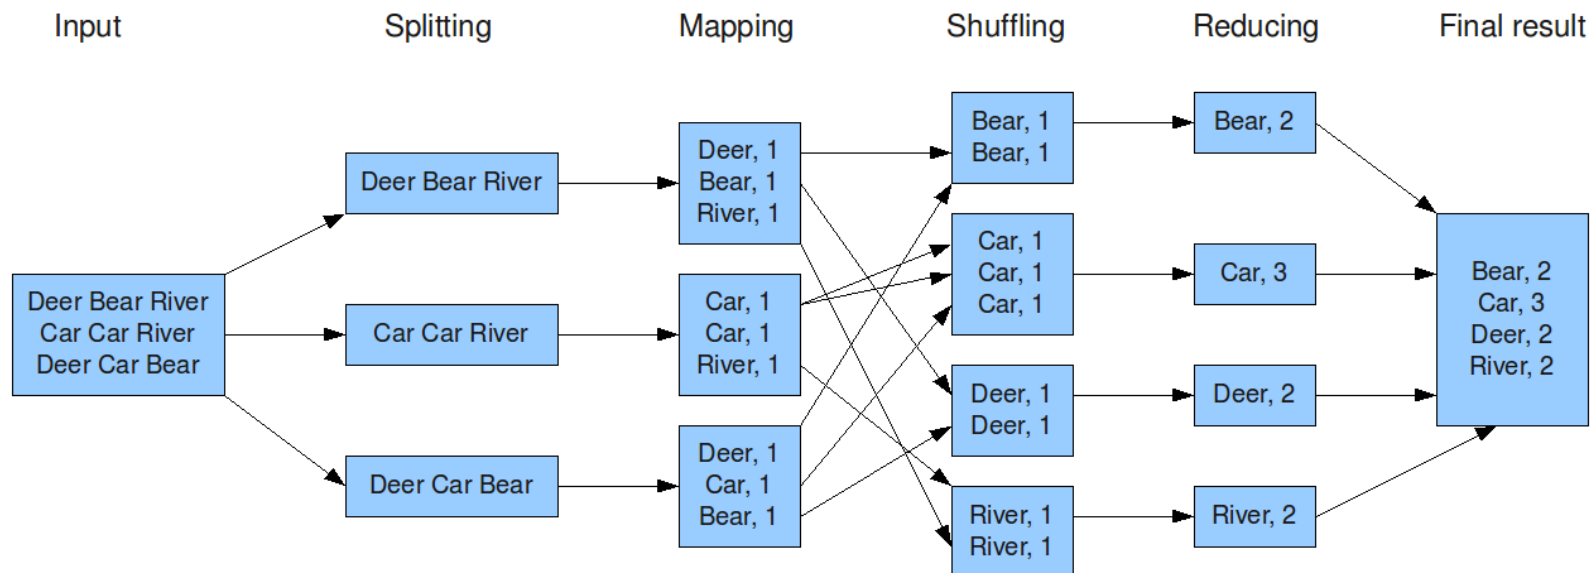 Input
Splitting
Mapping
Shuffling
Reducing
Final result
Deer Bear River
Car Car River
Deer Car Bear
Deer Bear River
Car Car River
Deer Car Bear
Deer, 1
Bear, 1
River, 1
Car, 1
Car, 1
River, 1
Deer, 1
Car, 1
Bear, 1
Bear, 1
Bear, 1
Car, 1
Car, 1
Car, 1
Deer, 1
Deer, 1
River, 1
River, 1
Bear, 2
Car, 3
Deer, 2
River, 2
Bear, 2
Car, 3
Deer, 2
River, 2